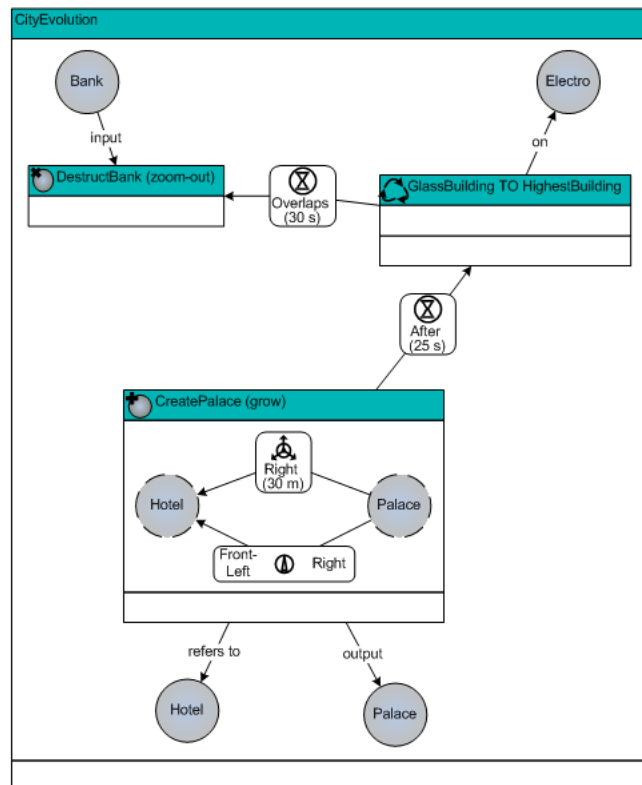 CityEvolution
Bank
Electro
input
on
DestructBank (zoom-out)
Overlaps
(30 s)
GlassBuilding TO HighestBuilding
After
(25 s)
CreatePalace (grow)
Right
(30 m)
Hotel
Palace
Front-
Left
Right
refers to
output
Hotel
Palace